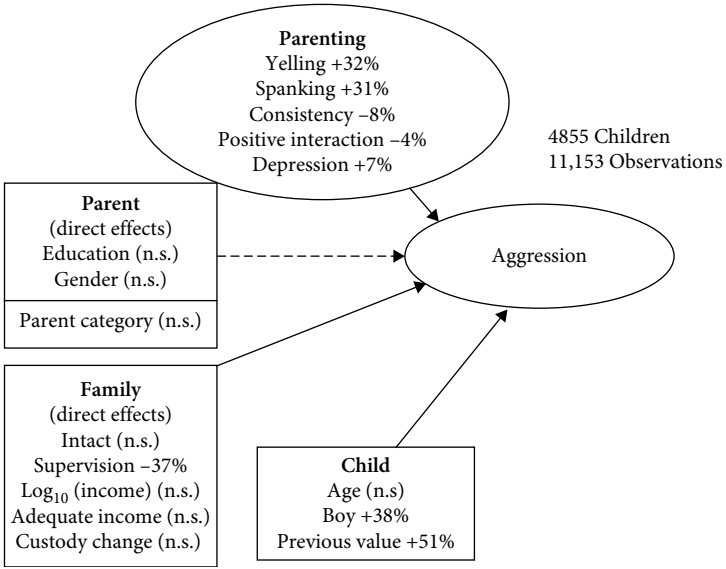 Parenting
Yelling +32%
Spanking +31%
Consistency –8%
Positive interaction –4%
Depression +7%
4855 Children
11,153 Observations
Parent
(direct effects)
Education (n.s.)
Gender (n.s.)
Parent category (n.s.)
Aggression
Family
(direct effects)
Intact (n.s.)
Supervision –37%
Log₁₀ (income) (n.s.)
Adequate income (n.s.)
Custody change (n.s.)
Child
Age (n.s)
Boy +38%
Previous value +51%